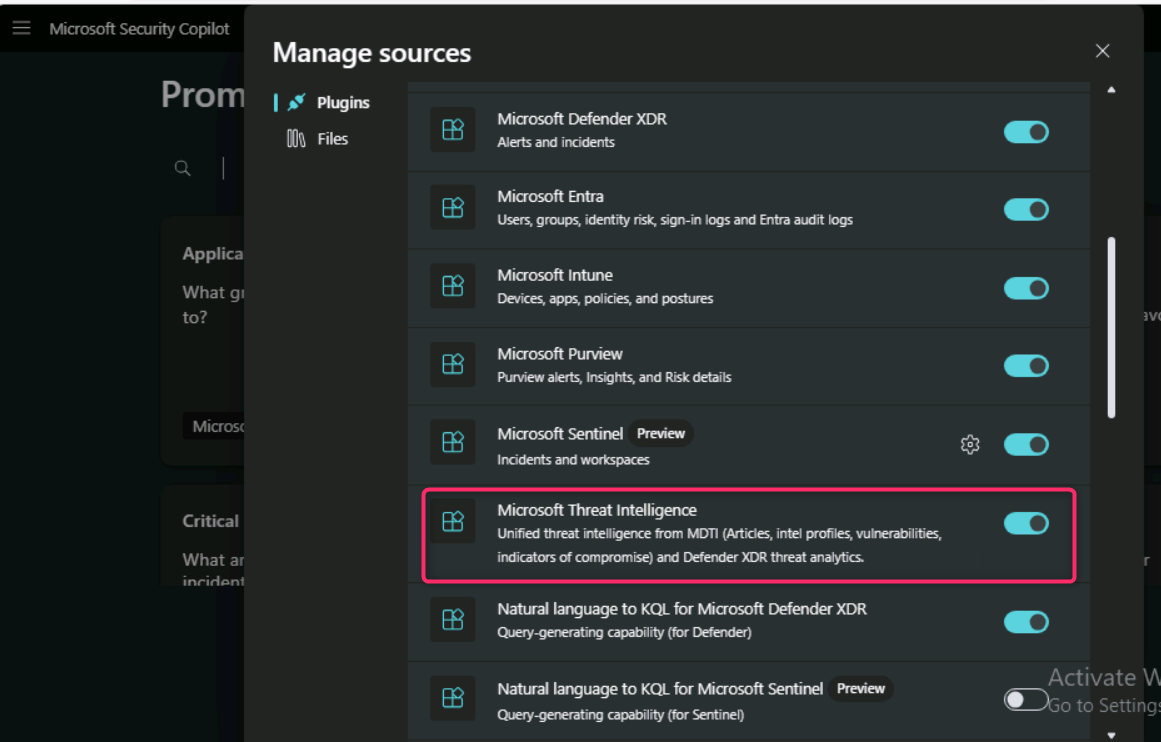 Microsoft Security Copilot
Manage sources
Plugins
Files
Microsoft Defender XDR
Alerts and incidents
Microsoft Entra
Users, groups, identity risk, sign-in logs and Entra audit logs
Microsoft Intune
Devices, apps, policies, and postures
Microsoft Purview
Purview alerts, Insights, and Risk details
Microsoft Sentinel Preview
Incidents and workspaces
Microsoft Threat Intelligence
Unified threat intelligence from MDTI (Articles, intel profiles, vulnerabilities,
indicators of compromise) and Defender XDR threat analytics.
Natural language to KQL for Microsoft Defender XDR
Query-generating capability (for Defender)
Natural language to KQL for Microsoft Sentinel Preview
Query-generating capability (for Sentinel)
Prom
Applica
What gr
to?
Microso
Critical
What ar
incident
Activate W
Go to Settings